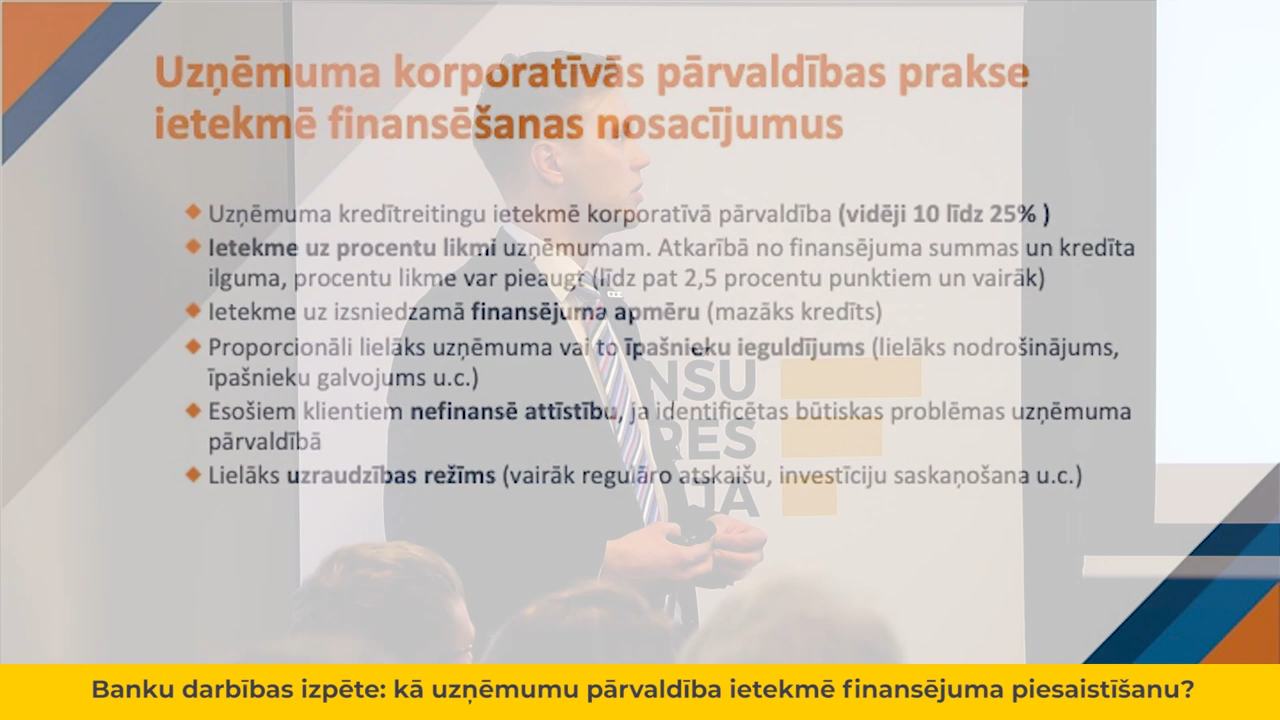 Uzņēmuma korporatīvās pārvaldības prakse
ietekmē finansēšanas nosacījumus
Uzņēmuma kredītreitingu ietekmē korporatīvā pārvaldība (vidēji 10 līdz 25% )
Ietekme uz procentu likmi uzņēmumam. Atkarībā no finansējuma summas un kredīta
ilguma, procentu likme var pieaugt (līdz pat 2,5 procentu punktiem un vairāk)
Ietekme uz izsniedzamā finansējuma apmēru (mazāks kredīts)
Proporcionāli lielāks uzņēmuma vai to īpašnieku ieguldījums (lielāks nodrošinājums,
īpašnieku galvojums u.c.)
Esošiem klientiem nefinansē attīstību, ja identificētas būtiskas problēmas uzņēmuma
pārvaldībā
Lielāks uzraudzības režīms (vairāk regulāro atskaišu, investīciju saskaņošana u.c.)
NSU
RES
IJA
Banku darbības izpēte: kā uzņēmumu pārvaldība ietekmē finansējuma piesaistīšanu?